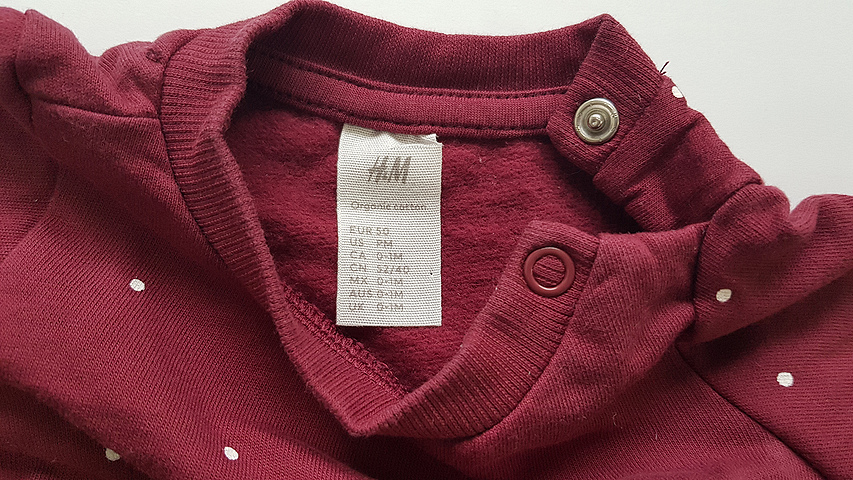 H&M
Organic cotton
EUR 50
US PM
CA 0-1M
CN 52/40
MX 0-1M
AUS 0-1M
UK 0-1M